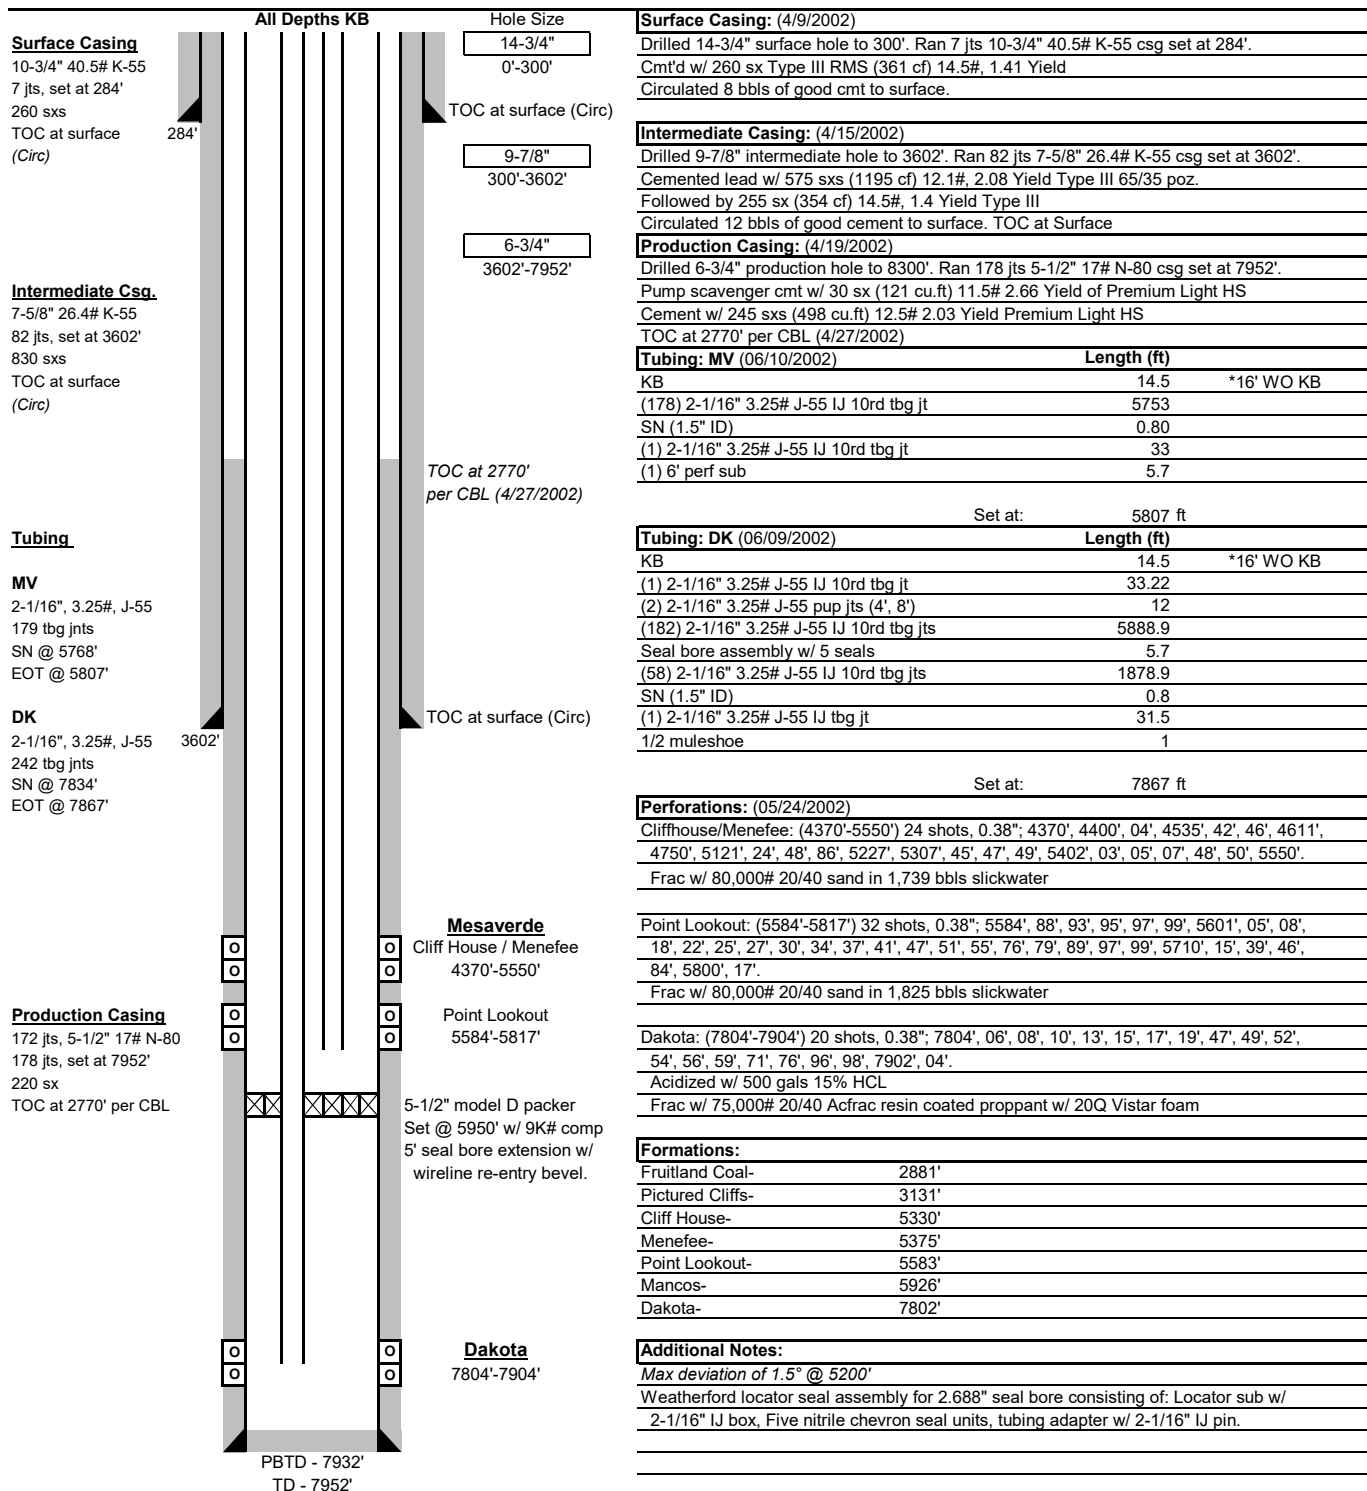 All Depths KB
Hole Size
Surface Casing
10-3/4" 40.5# K-55
7 jts, set at 284'
260 sxs
TOC at surface
(Circ)
284'
14-3/4"
0'-300'
TOC at surface (Circ)
9-7/8"
300'-3602'
6-3/4"
3602'-7952'
Intermediate Csg.
7-5/8" 26.4# K-55
82 jts, set at 3602'
830 sxs
TOC at surface
(Circ)
TOC at 2770'
per CBL (4/27/2002)
Tubing
MV
2-1/16", 3.25#, J-55
179 tbg jnts
SN @ 5768'
EOT @ 5807'
DK
2-1/16", 3.25#, J-55
242 tbg jnts
SN @ 7834'
EOT @ 7867'
3602'
TOC at surface (Circ)
Mesaverde
Cliff House / Menefee
4370'-5550'
Point Lookout
5584'-5817'
Production Casing
172 jts, 5-1/2" 17# N-80
178 jts, set at 7952'
220 sx
TOC at 2770' per CBL
5-1/2" model D packer
Set @ 5950' w/ 9K# comp
5' seal bore extension w/
wireline re-entry bevel.
O O
O O
O O
O O
O O
O O
Dakota
7804'-7904'
PBTD - 7932'
TD - 7952'
Surface Casing: (4/9/2002)
Drilled 14-3/4" surface hole to 300'. Ran 7 jts 10-3/4" 40.5# K-55 csg set at 284'.
Cmt'd w/ 260 sx Type III RMS (361 cf) 14.5#, 1.41 Yield
Circulated 8 bbls of good cmt to surface.
Intermediate Casing: (4/15/2002)
Drilled 9-7/8" intermediate hole to 3602'. Ran 82 jts 7-5/8" 26.4# K-55 csg set at 3602'.
Cemented lead w/ 575 sxs (1195 cf) 12.1#, 2.08 Yield Type III 65/35 poz.
Followed by 255 sx (354 cf) 14.5#, 1.4 Yield Type III
Circulated 12 bbls of good cement to surface. TOC at Surface
Production Casing: (4/19/2002)
Drilled 6-3/4" production hole to 8300'. Ran 178 jts 5-1/2" 17# N-80 csg set at 7952'.
Pump scavenger cmt w/ 30 sx (121 cu.ft) 11.5# 2.66 Yield of Premium Light HS
Cement w/ 245 sxs (498 cu.ft) 12.5# 2.03 Yield Premium Light HS
TOC at 2770' per CBL (4/27/2002)
Tubing: MV (06/10/2002) Length (ft)
KB 14.5 *16' WO KB
(178) 2-1/16" 3.25# J-55 IJ 10rd tbg jt 5753
SN (1.5" ID) 0.80
(1) 2-1/16" 3.25# J-55 IJ 10rd tbg jt 33
(1) 6' perf sub 5.7
Set at: 5807 ft
Tubing: DK (06/09/2002) Length (ft)
KB 14.5 *16' WO KB
(1) 2-1/16" 3.25# J-55 IJ 10rd tbg jt 33.22
(2) 2-1/16" 3.25# J-55 pup jts (4', 8') 12
(182) 2-1/16" 3.25# J-55 IJ 10rd tbg jts 5888.9
Seal bore assembly w/ 5 seals 5.7
(58) 2-1/16" 3.25# J-55 IJ 10rd tbg jts 1878.9
SN (1.5" ID) 0.8
(1) 2-1/16" 3.25# J-55 IJ tbg jt 31.5
1/2 muleshoe 1
Set at: 7867 ft
Perforations: (05/24/2002)
Cliffhouse/Menefee: (4370'-5550') 24 shots, 0.38"; 4370', 4400', 04', 4535', 42', 46', 4611',
4750', 5121', 24', 48', 86', 5227', 5307', 45', 47', 49', 5402', 03', 05', 07', 48', 50', 5550'.
Frac w/ 80,000# 20/40 sand in 1,739 bbls slickwater
Point Lookout: (5584'-5817') 32 shots, 0.38"; 5584', 88', 93', 95', 97', 99', 5601', 05', 08',
18', 22', 25', 27', 30', 34', 37', 41', 47', 51', 55', 76', 79', 89', 97', 99', 5710', 15', 39', 46',
84', 5800', 17'.
Frac w/ 80,000# 20/40 sand in 1,825 bbls slickwater
Dakota: (7804'-7904') 20 shots, 0.38"; 7804', 06', 08', 10', 13', 15', 17', 19', 47', 49', 52',
54', 56', 59', 71', 76', 96', 98', 7902', 04'.
Acidized w/ 500 gals 15% HCL
Frac w/ 75,000# 20/40 Acfrac resin coated proppant w/ 20Q Vistar foam
Formations:
Fruitland Coal- 2881'
Pictured Cliffs- 3131'
Cliff House- 5330'
Menefee- 5375'
Point Lookout- 5583'
Mancos- 5926'
Dakota- 7802'
Additional Notes:
Max deviation of 1.5° @ 5200'
Weatherford locator seal assembly for 2.688" seal bore consisting of: Locator sub w/
2-1/16" IJ box, Five nitrile chevron seal units, tubing adapter w/ 2-1/16" IJ pin.